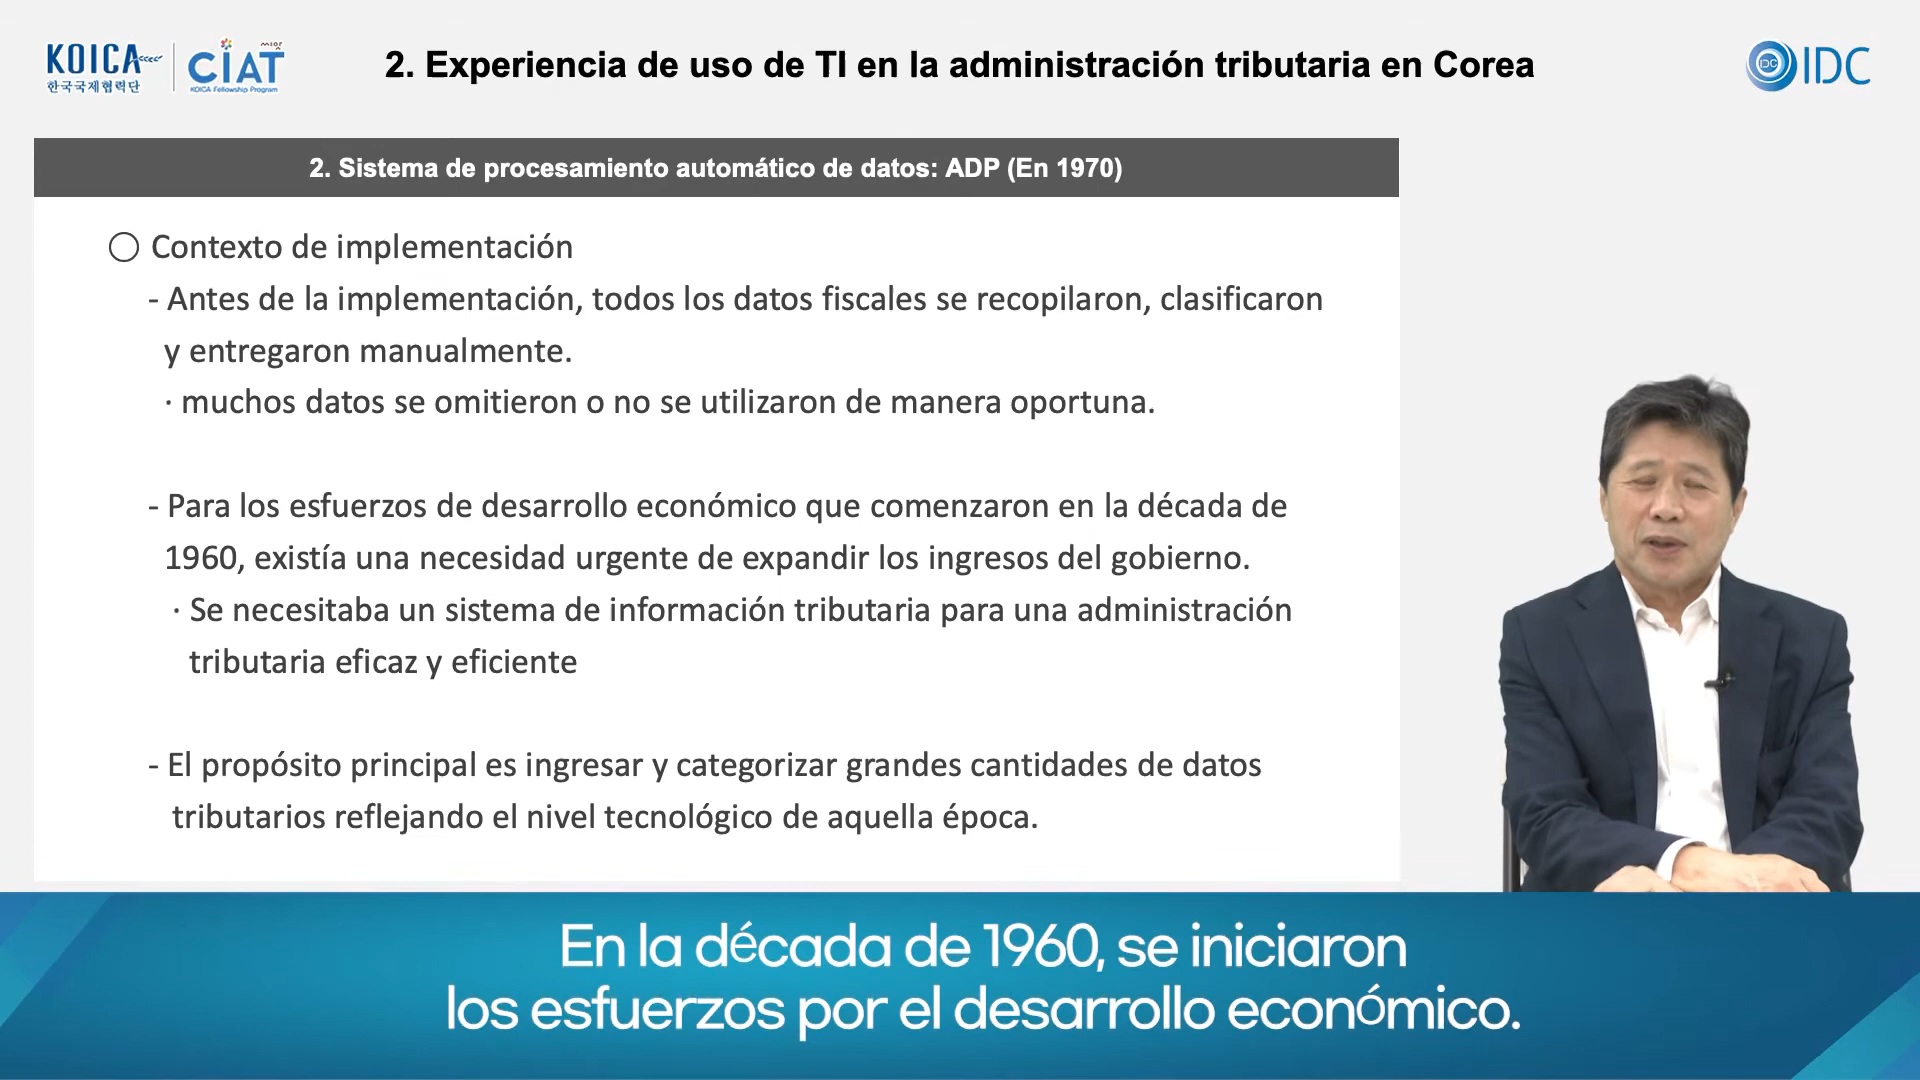 KOICA
한국국제협력단
CIAT
KOICA Fellowship Program
2. Experiencia de uso de TI en la administración tributaria en Corea
IDC
IDC
2. Sistema de procesamiento automático de datos: ADP (En 1970)
○ Contexto de implementación
- Antes de la implementación, todos los datos fiscales se recopilaron, clasificaron
y entregaron manualmente.
· muchos datos se omitieron o no se utilizaron de manera oportuna.
- Para los esfuerzos de desarrollo económico que comenzaron en la década de
1960, existía una necesidad urgente de expandir los ingresos del gobierno.
· Se necesitaba un sistema de información tributaria para una administración
tributaria eficaz y eficiente
- El propósito principal es ingresar y categorizar grandes cantidades de datos
tributarios reflejando el nivel tecnológico de aquella época.
En la década de 1960, se iniciaron
los esfuerzos por el desarrollo económico.